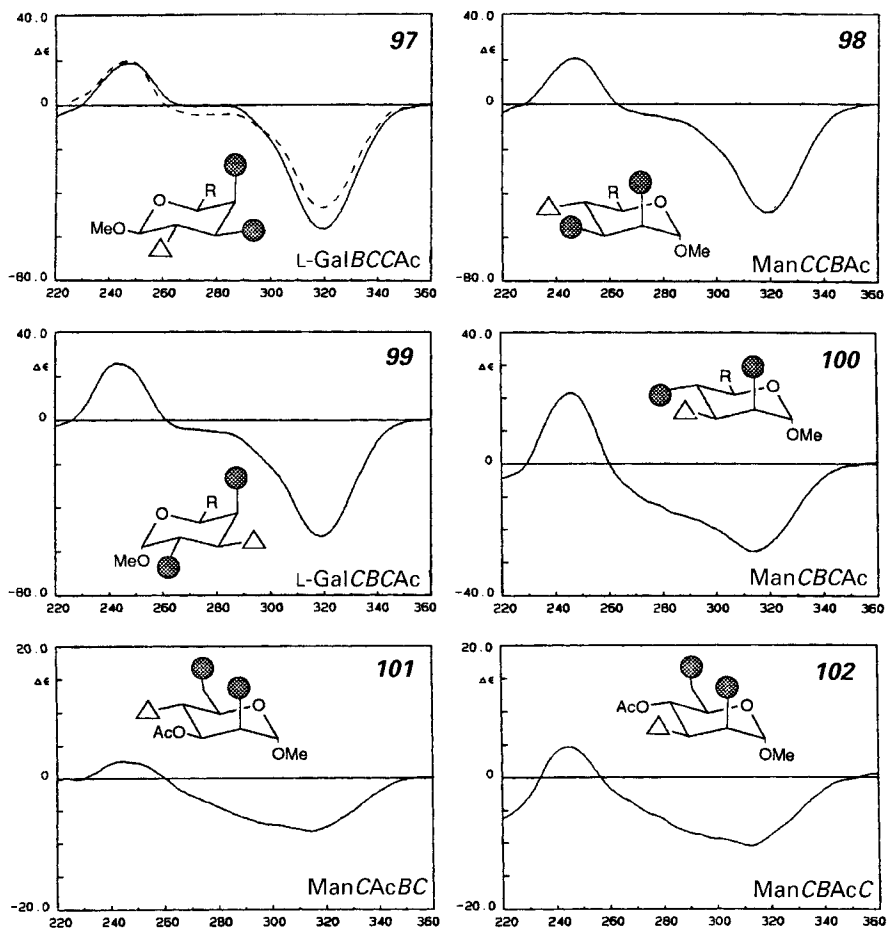 40.0 97
Δε
0
O R
MeO
L-GalBCCAc
-80.0
220 240 260 280 300 320 340 360
40.0 98
Δε
0
R O
OMe
ManCCBAc
-80.0
220 240 260 280 300 320 340 360
40.0 99
Δε
0
O R
MeO
L-GalCBCAc
-80.0
220 240 260 280 300 320 340 360
40.0 100
Δε
R O
OMe
0
ManCBCAc
-40.0
220 240 260 280 300 320 340 360
20.0 101
Δε
O
AcO
OMe
0
ManCAcBC
-20.0
220 240 260 280 300 320 340 360
20.0 102
Δε
AcO O
OMe
0
ManCBAcC
-20.0
220 240 260 280 300 320 340 360